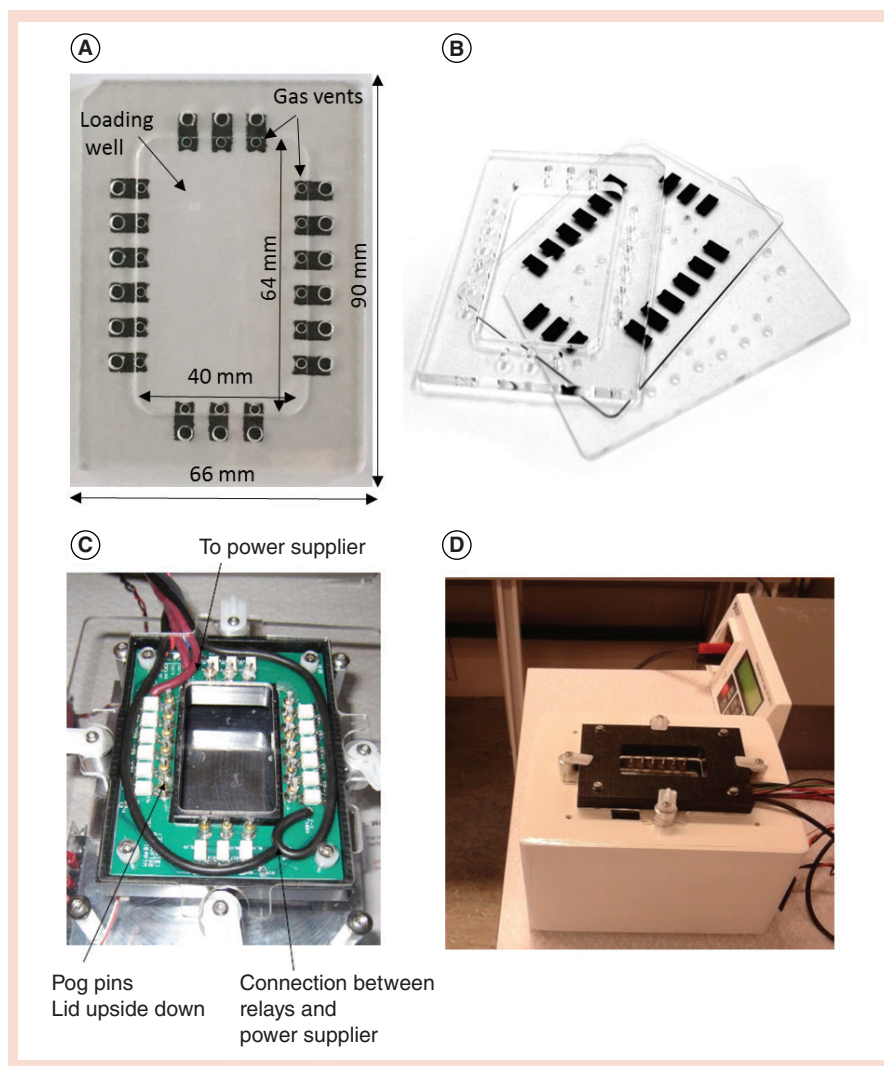 A
B
Loading
well
Gas vents
64 mm
90 mm
40 mm
66 mm
C
D
To power supplier
Pog pins
Lid upside down
Connection between
relays and
power supplier